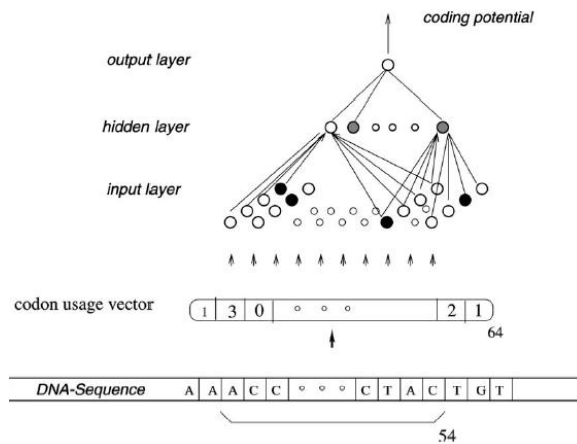 coding potential
output layer
hidden layer
input layer
codon usage vector 1 3 0 2 1
64
DNA-Sequence A A A C C C T A C T G T
54